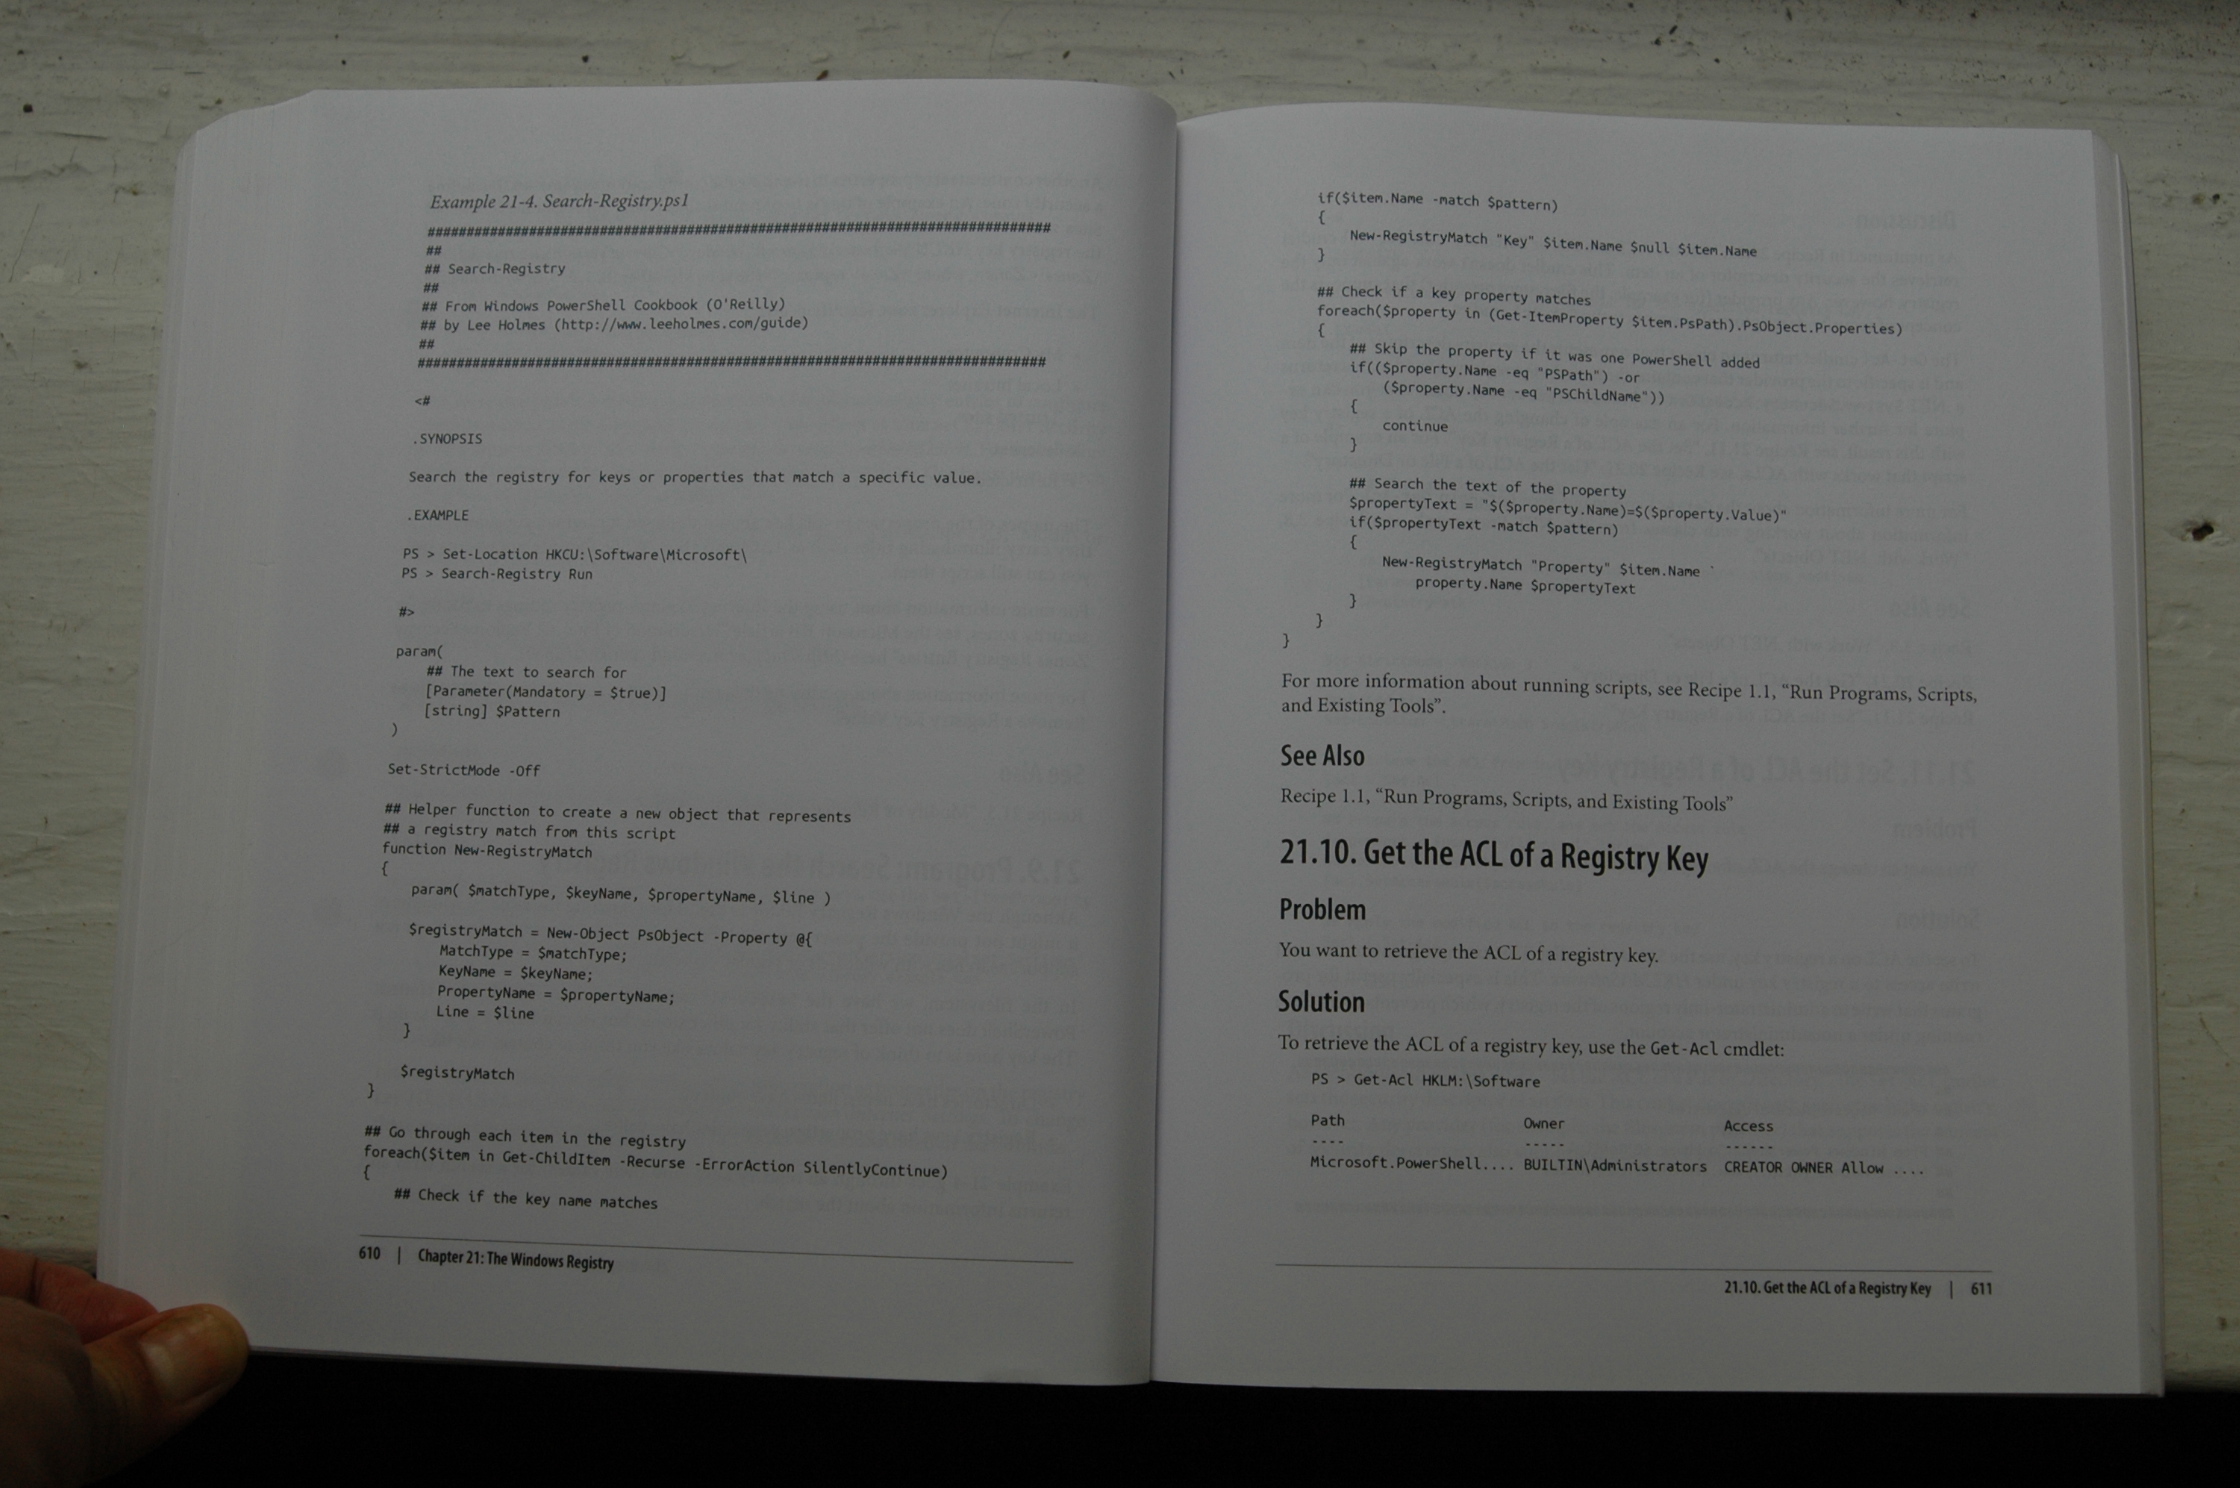 Example 21-4. Search-Registry.ps1
################################################################################
##
## Search-Registry
##
## From Windows PowerShell Cookbook (O'Reilly)
## by Lee Holmes (http://www.leeholmes.com/guide)
##
################################################################################
<#
.SYNOPSIS
Search the registry for keys or properties that match a specific value.
.EXAMPLE
PS > Set-Location HKCU:\Software\Microsoft\
PS > Search-Registry Run
#>
param(
## The text to search for
[Parameter(Mandatory = $true)]
[string] $Pattern
)
Set-StrictMode -Off
## Helper function to create a new object that represents
## a registry match from this script
function New-RegistryMatch
{
param( $matchType, $keyName, $propertyName, $line )
$registryMatch = New-Object PsObject -Property @{
MatchType = $matchType;
KeyName = $keyName;
PropertyName = $propertyName;
Line = $line
}
$registryMatch
}
## Go through each item in the registry
foreach($item in Get-ChildItem -Recurse -ErrorAction SilentlyContinue)
{
## Check if the key name matches
610 | Chapter 21: The Windows Registry
if($item.Name -match $pattern)
{
New-RegistryMatch "Key" $item.Name $null $item.Name
}
## Check if a key property matches
foreach($property in (Get-ItemProperty $item.PsPath).PsObject.Properties)
{
## Skip the property if it was one PowerShell added
if(($property.Name -eq "PSPath") -or
($property.Name -eq "PSChildName"))
{
continue
}
## Search the text of the property
$propertyText = "$($property.Name)=$($property.Value)"
if($propertyText -match $pattern)
{
New-RegistryMatch "Property" $item.Name `
property.Name $propertyText
}
}
}
For more information about running scripts, see Recipe 1.1, “Run Programs, Scripts,
and Existing Tools”.
See Also
Recipe 1.1, “Run Programs, Scripts, and Existing Tools”
21.10. Get the ACL of a Registry Key
Problem
You want to retrieve the ACL of a registry key.
Solution
To retrieve the ACL of a registry key, use the Get-Acl cmdlet:
PS > Get-Acl HKLM:\Software
Path Owner Access
---- ----- ------
Microsoft.PowerShell.... BUILTIN\Administrators CREATOR OWNER Allow ....
21.10. Get the ACL of a Registry Key | 611